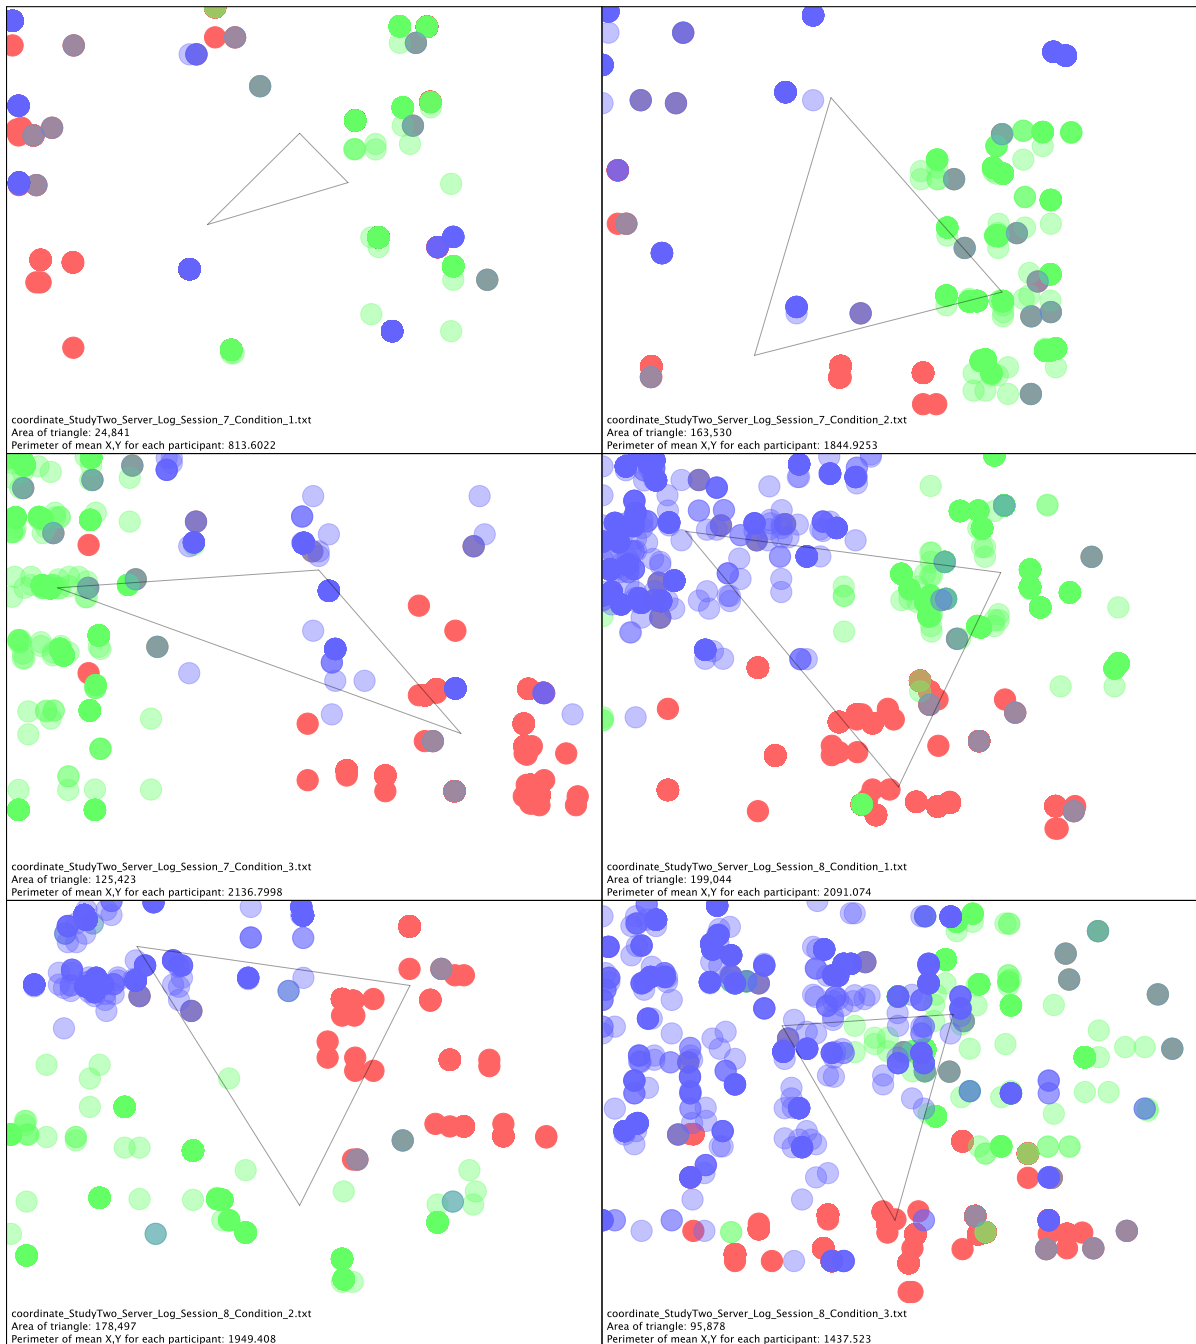 coordinate_StudyTwo_Server_Log_Session_7_Condition_1.txt
Area of triangle: 24,841
Perimeter of mean X,Y for each participant: 813.6022
coordinate_StudyTwo_Server_Log_Session_7_Condition_2.txt
Area of triangle: 163,530
Perimeter of mean X,Y for each participant: 1844.9253
coordinate_StudyTwo_Server_Log_Session_7_Condition_3.txt
Area of triangle: 125,423
Perimeter of mean X,Y for each participant: 2136.7998
coordinate_StudyTwo_Server_Log_Session_8_Condition_1.txt
Area of triangle: 199,044
Perimeter of mean X,Y for each participant: 2091.074
coordinate_StudyTwo_Server_Log_Session_8_Condition_2.txt
Area of triangle: 178,497
Perimeter of mean X,Y for each participant: 1949.408
coordinate_StudyTwo_Server_Log_Session_8_Condition_3.txt
Area of triangle: 95,878
Perimeter of mean X,Y for each participant: 1437.523